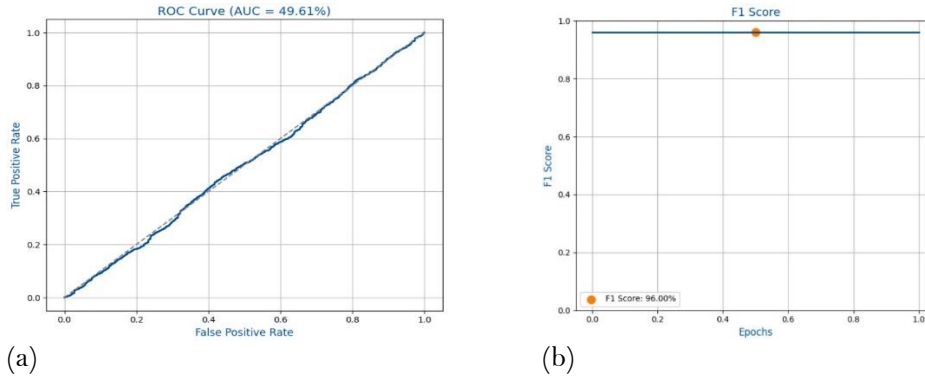 ROC Curve (AUC = 49.61%)
1.0
0.8
0.6
0.4
0.2
0.0
True Positive Rate
0.0 0.2 0.4 0.6 0.8 1.0
False Positive Rate
(a)
F1 Score
1.0
0.8
0.6
0.4
0.2
0.0
F1 Score
F1 Score: 96.00%
0.0 0.2 0.4 0.6 0.8 1.0
Epochs
(b)